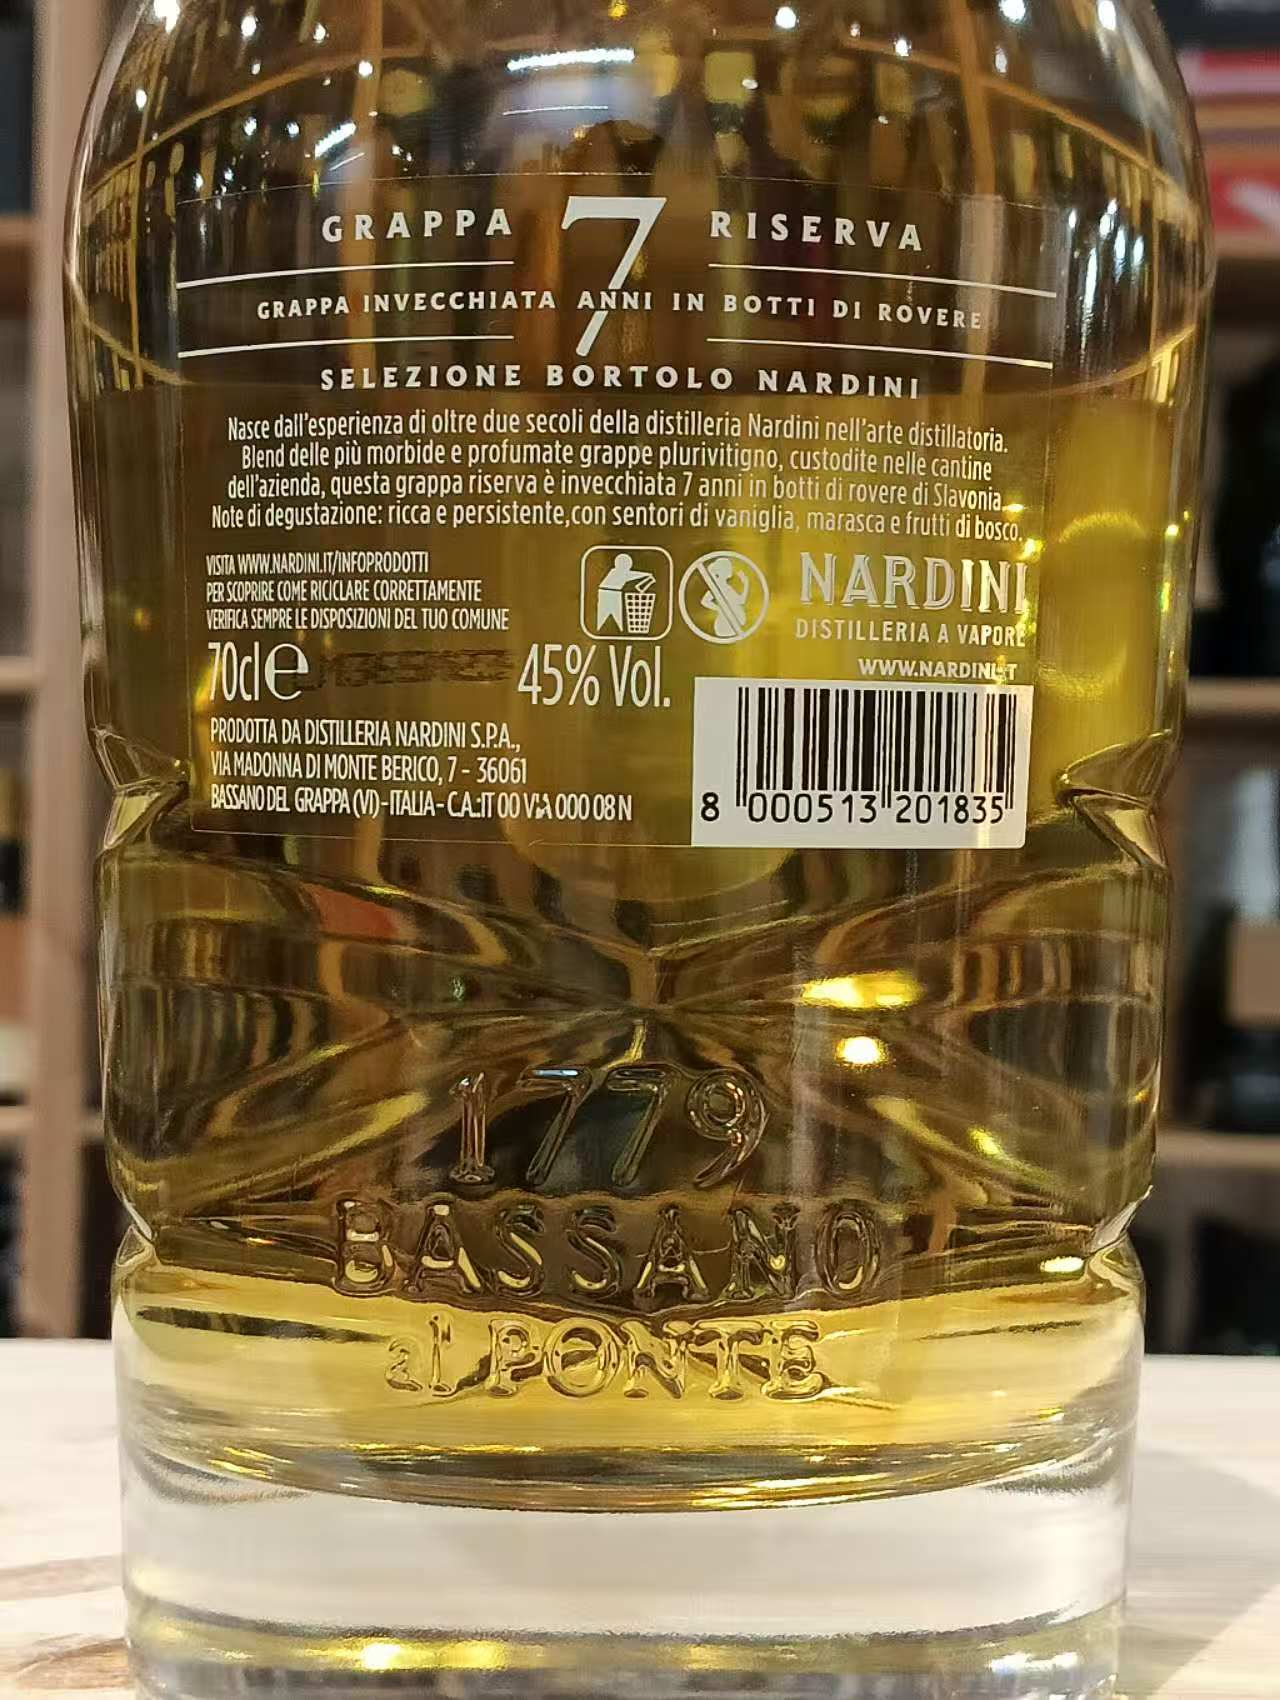 GRAPPA 7 RISERVA
GRAPPA INVECCHIATA ANNI IN BOTTI DI ROVERE
SELEZIONE BORTOLO NARDINI
Nasce dall'esperienza di oltre due secoli della distilleria Nardini nell'arte distillatoria.
Blend delle più morbide e profumate grappe plurivitigno, custodite nelle cantine
dell'azienda, questa grappa riserva è invecchiata 7 anni in botti di rovere di Slavonia.
Note di degustazione: ricca e persistente,con sentori di vaniglia, marasca e frutti di bosco.
VISITA WWW.NARDINI.IT/INFOPRODOTTI
PER SCOPRIRE COME RICICLARE CORRETTAMENTE
VERIFICA SEMPRE LE DISPOSIZIONI DEL TUO COMUNE
NARDINI
DISTILLERIA A VAPORE
WWW.NARDINI.IT
70cl e 45% Vol.
PRODOTTA DA DISTILLERIA NARDINI S.P.A.,
VIA MADONNA DI MONTE BERICO, 7 - 36061
BASSANO DEL GRAPPA (VI) - ITALIA - C.A.:IT 00 VIA 000 08 N
8 000513 201835
1779
BASSANO
al PONTE